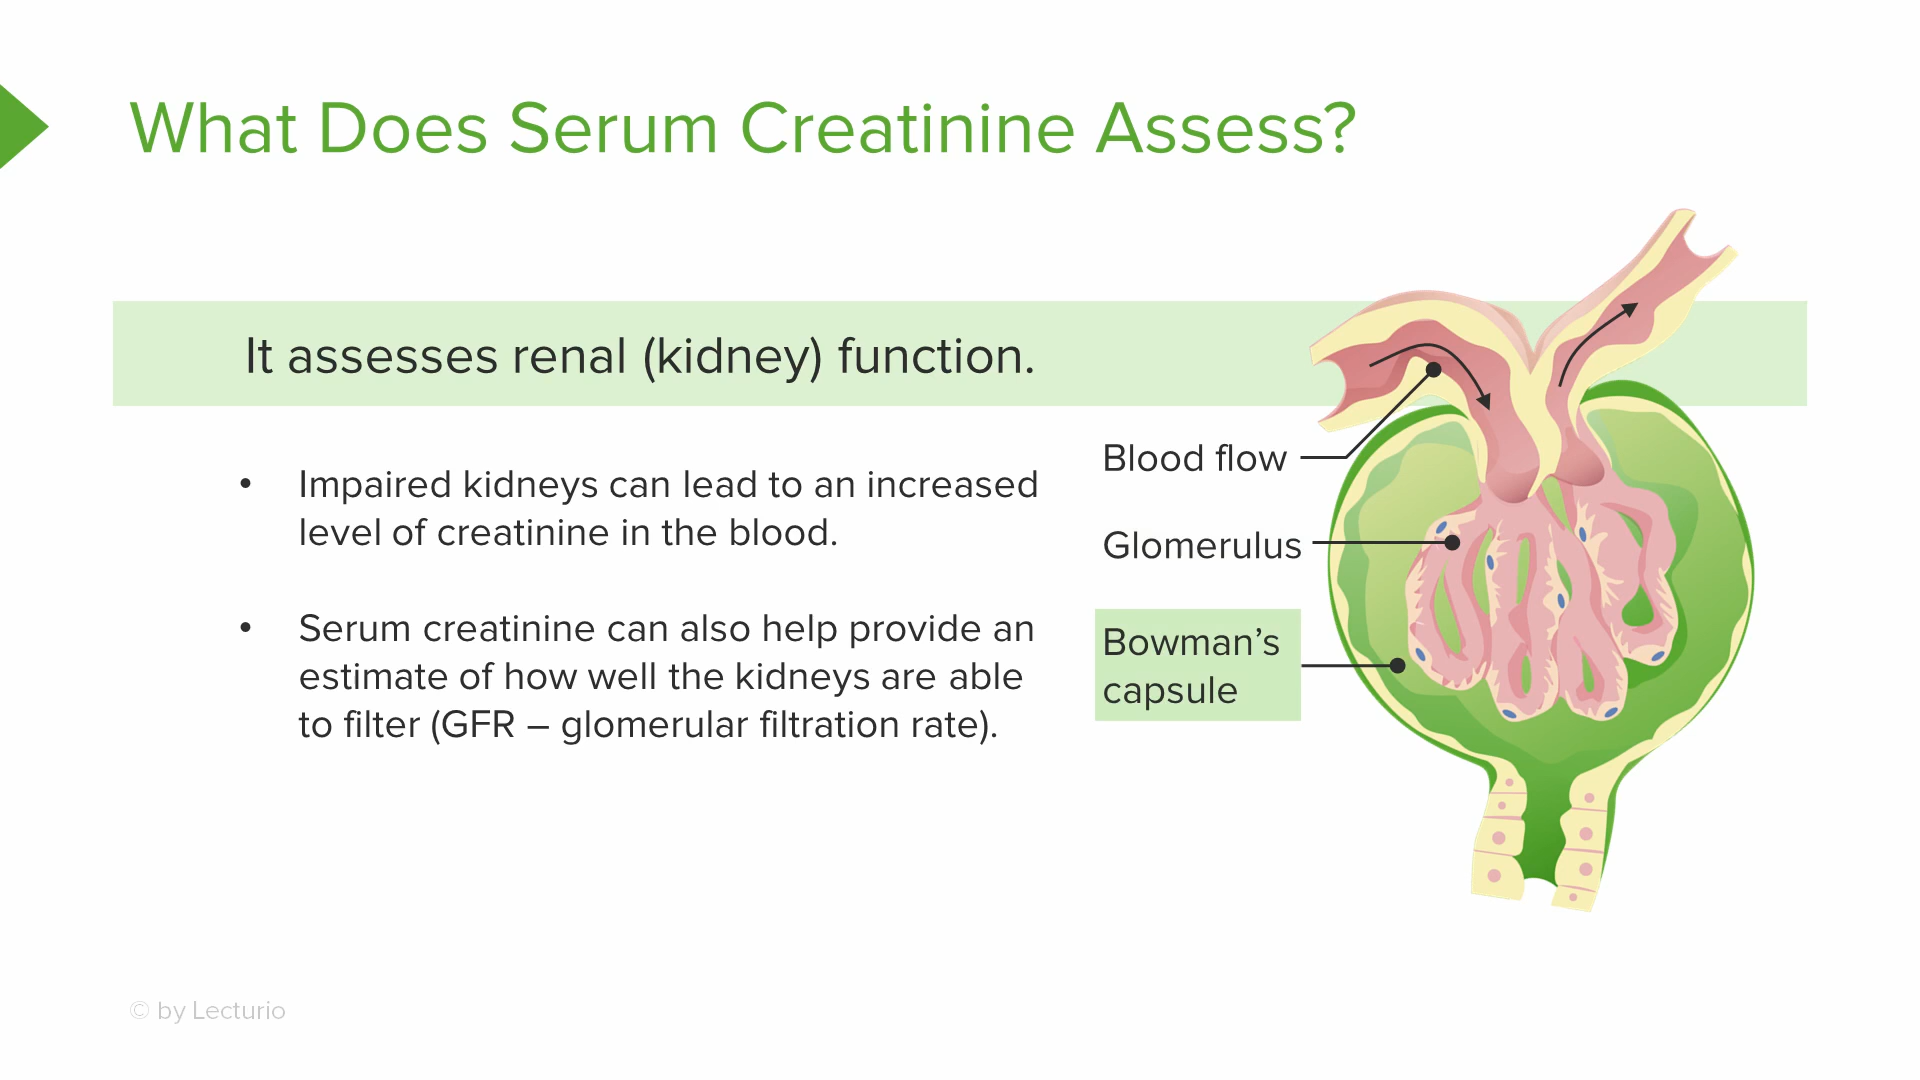 What Does Serum Creatinine Assess?
It assesses renal (kidney) function.
• Impaired kidneys can lead to an increased
level of creatinine in the blood.
• Serum creatinine can also help provide an
estimate of how well the kidneys are able
to filter (GFR – glomerular filtration rate).
Blood flow
Glomerulus
Bowman’s
capsule
© by Lecturio